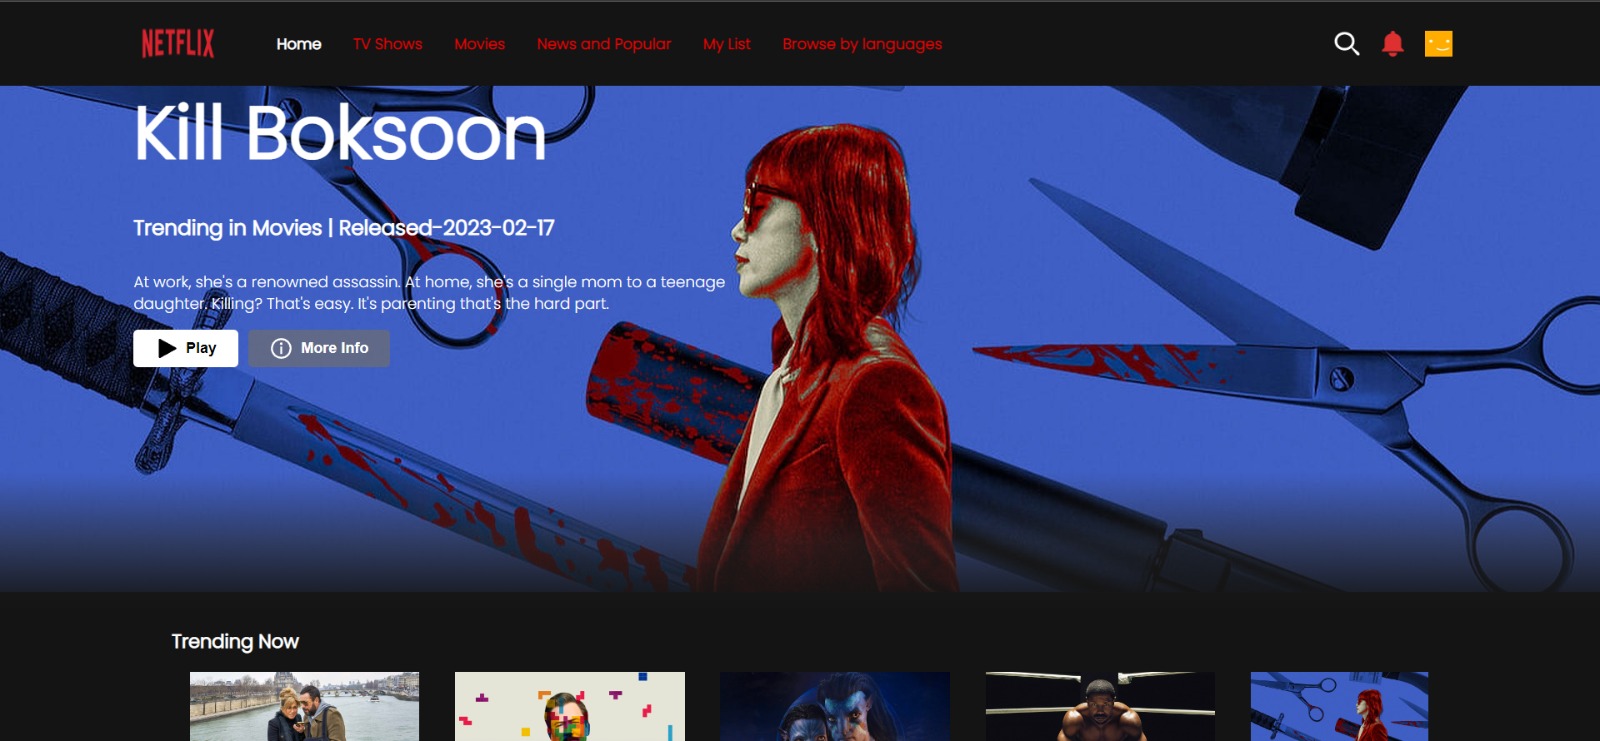 NETFLIX Home TV Shows Movies News and Popular My List Browse by languages
Kill Boksoon
Trending in Movies | Released-2023-02-17
At work, she's a renowned assassin. At home, she's a single mom to a teenage
daughter. Killing? That's easy. It's parenting that's the hard part.
Play More Info
Trending Now